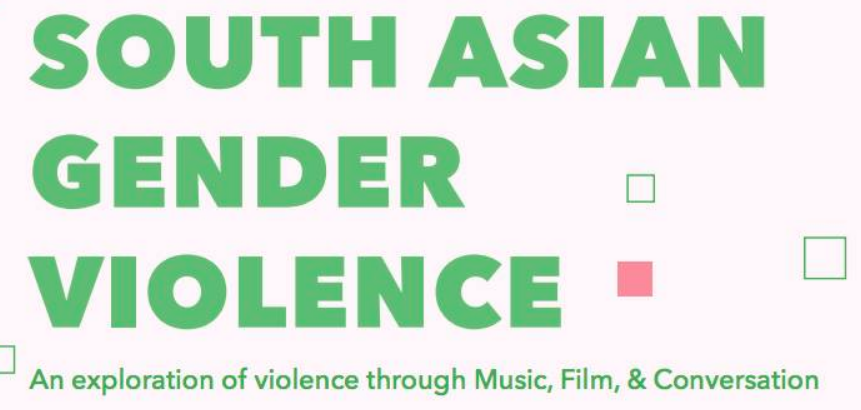 SOUTH ASIAN
GENDER
VIOLENCE
An exploration of violence through Music, Film, & Conversation